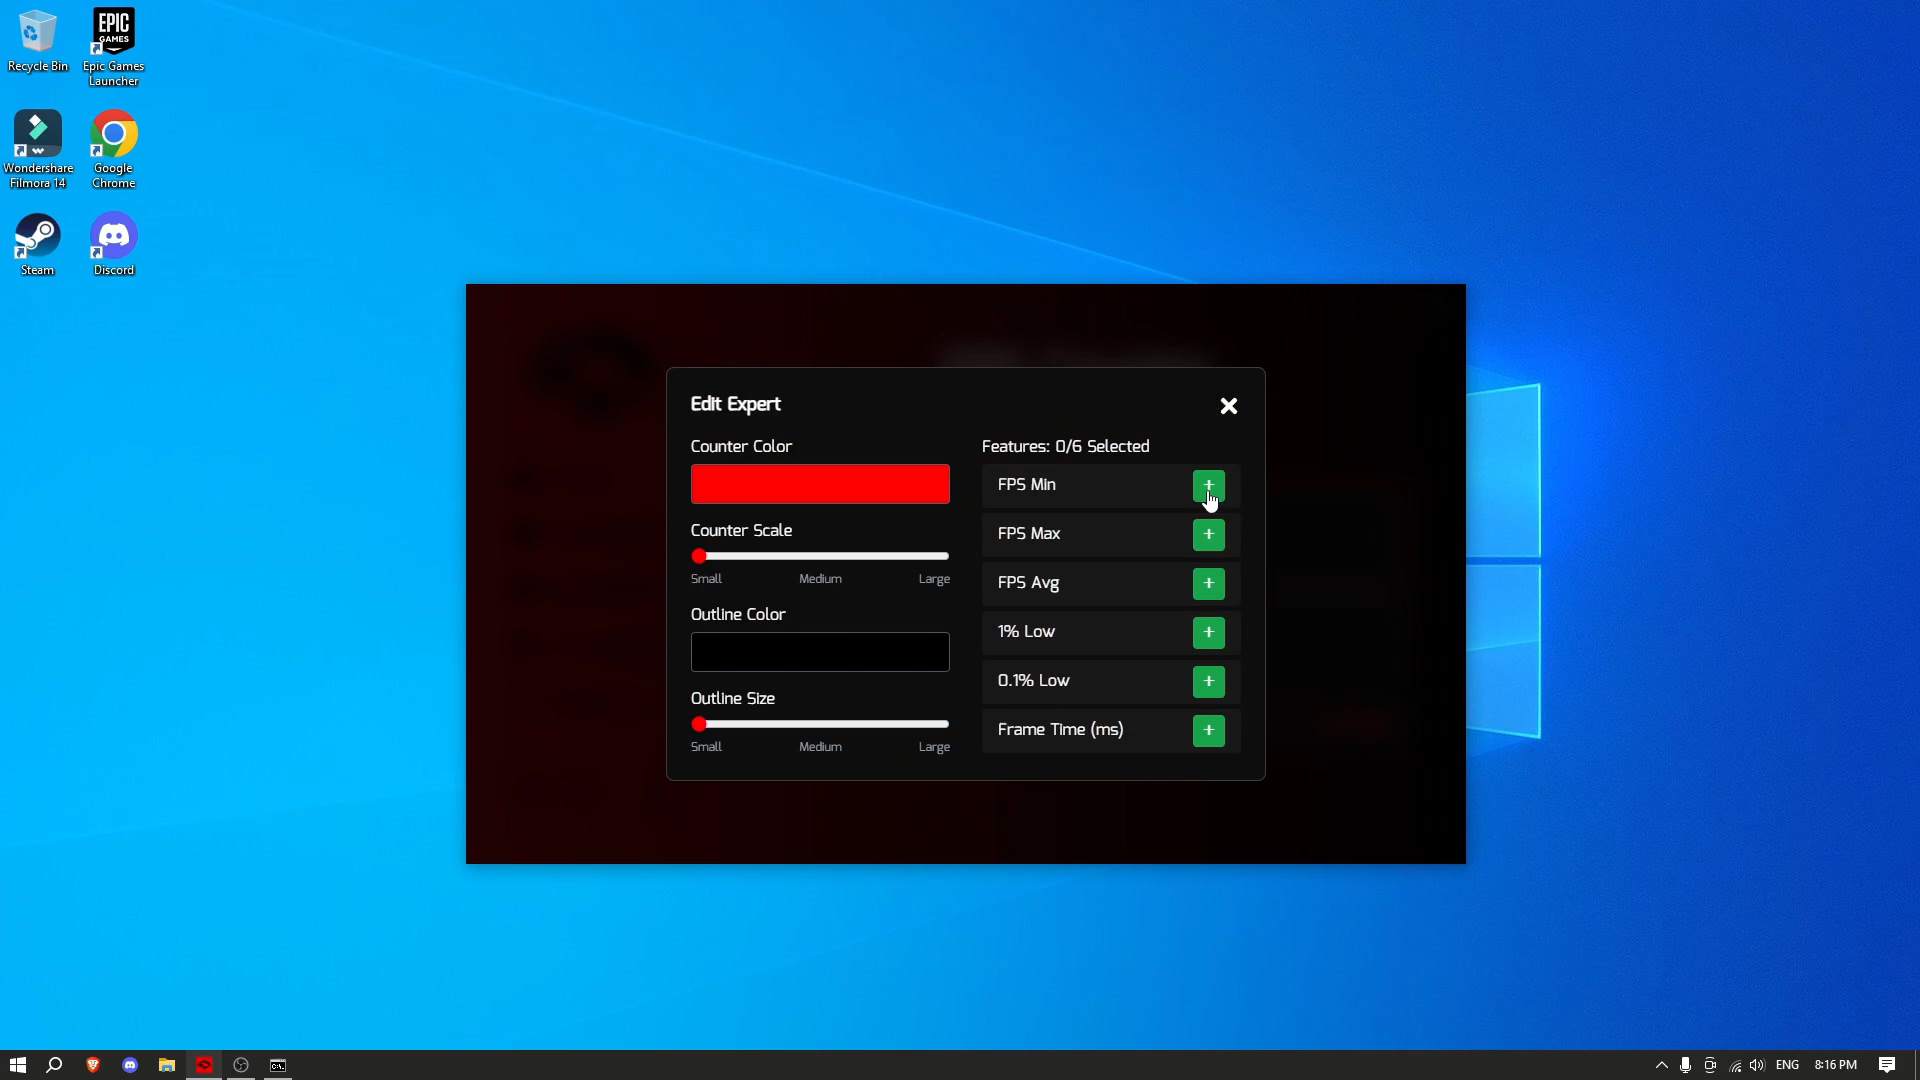 Recycle Bin
EPIC
GAMES
Epic Games
Launcher
Wondershare
Filmora 14
Google
Chrome
Steam
Discord
Edit Expert
Counter Color
Counter Scale
Small Medium Large
Outline Color
Outline Size
Small Medium Large
Features: 0/6 Selected
FPS Min
+
FPS Max
+
FPS Avg
+
1% Low
+
0.1% Low
+
Frame Time (ms)
+
ENG
8:16 PM